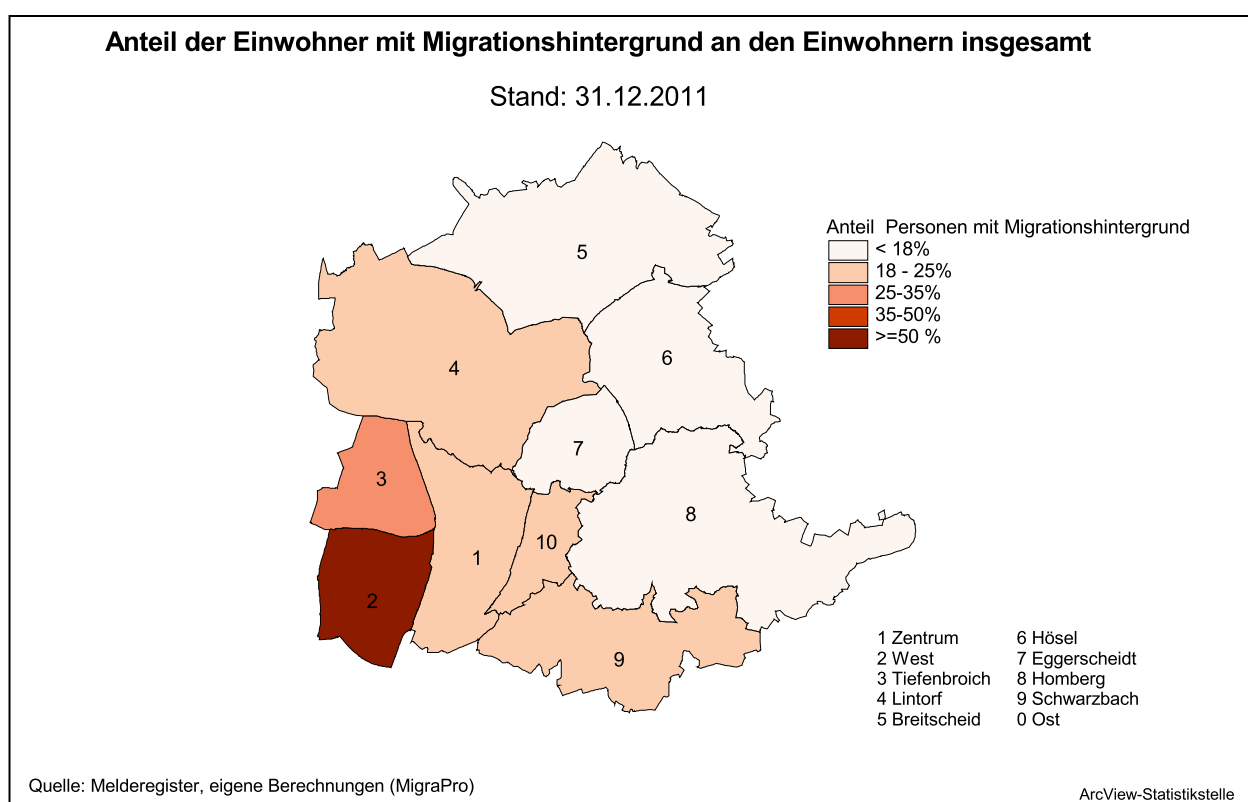 Anteil der Einwohner mit Migrationshintergrund an den Einwohnern insgesamt
Stand: 31.12.2011
Anteil Personen mit Migrationshintergrund
< 18%
18 - 25%
25-35%
35-50%
>=50 %
5
6
4
7
3
8
10
1
2
9
1 Zentrum
2 West
3 Tiefenbroich
4 Lintorf
5 Breitscheid
6 Hösel
7 Eggerscheidt
8 Homberg
9 Schwarzbach
0 Ost
Quelle: Melderegister, eigene Berechnungen (MigraPro)
ArcView-Statistikstelle